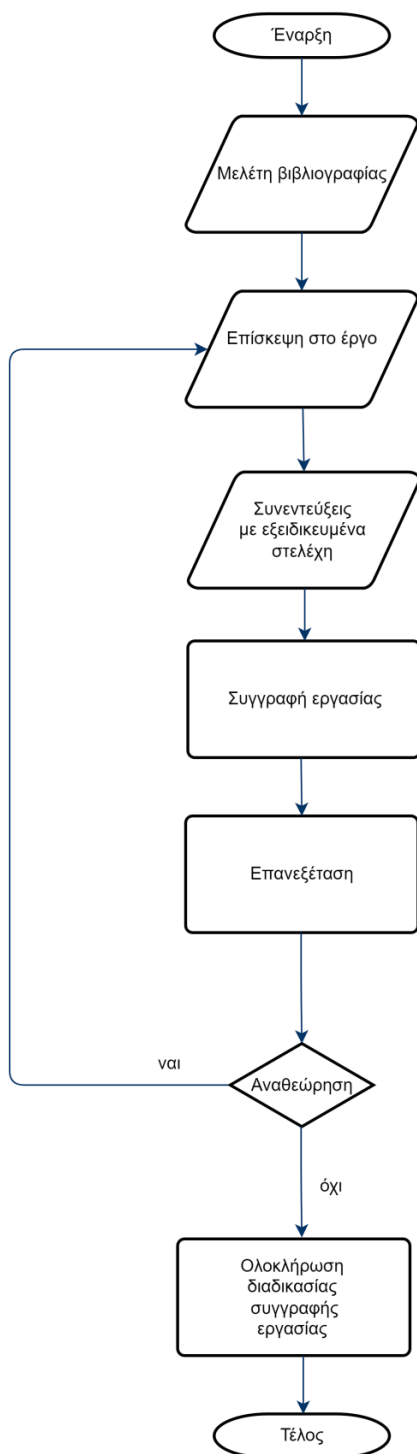 Έναρξη
Μελέτη βιβλιογραφίας
Επίσκεψη στο έργο
Συνεντεύξεις
με εξειδικευμένα
στελέχη
Συγγραφή εργασίας
Επανεξέταση
ναι
Αναθεώρηση
όχι
Ολοκλήρωση
διαδικασίας
συγγραφής
εργασίας
Τέλος